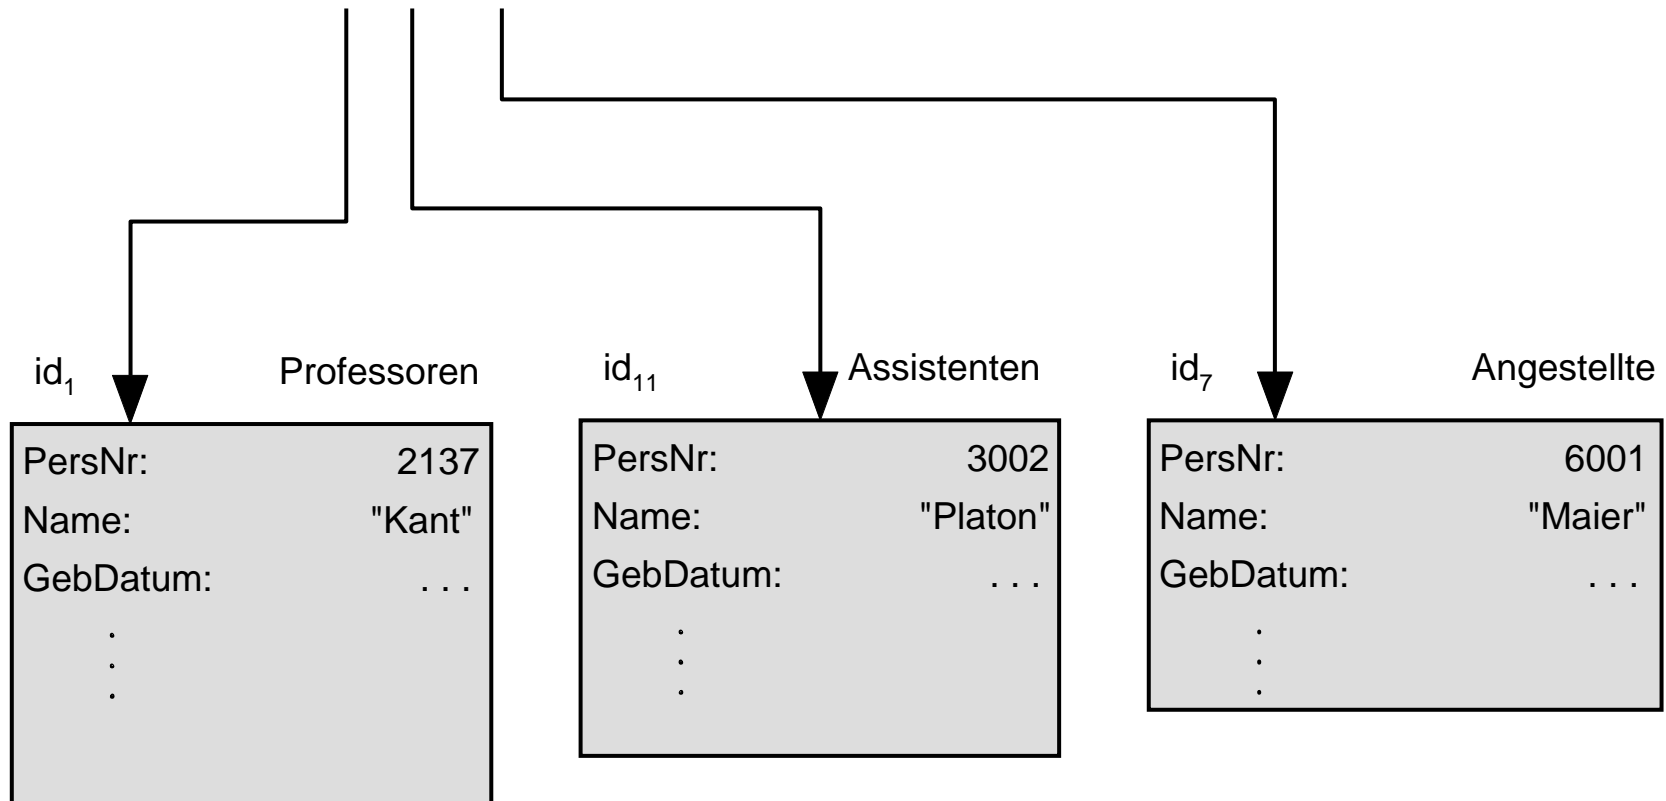 id₁ Professoren
PersNr: 2137
Name: "Kant"
GebDatum: . . .
.
.
.
id₁₁ Assistenten
PersNr: 3002
Name: "Platon"
GebDatum: . . .
.
.
.
id₇ Angestellte
PersNr: 6001
Name: "Maier"
GebDatum: . . .
.
.
.